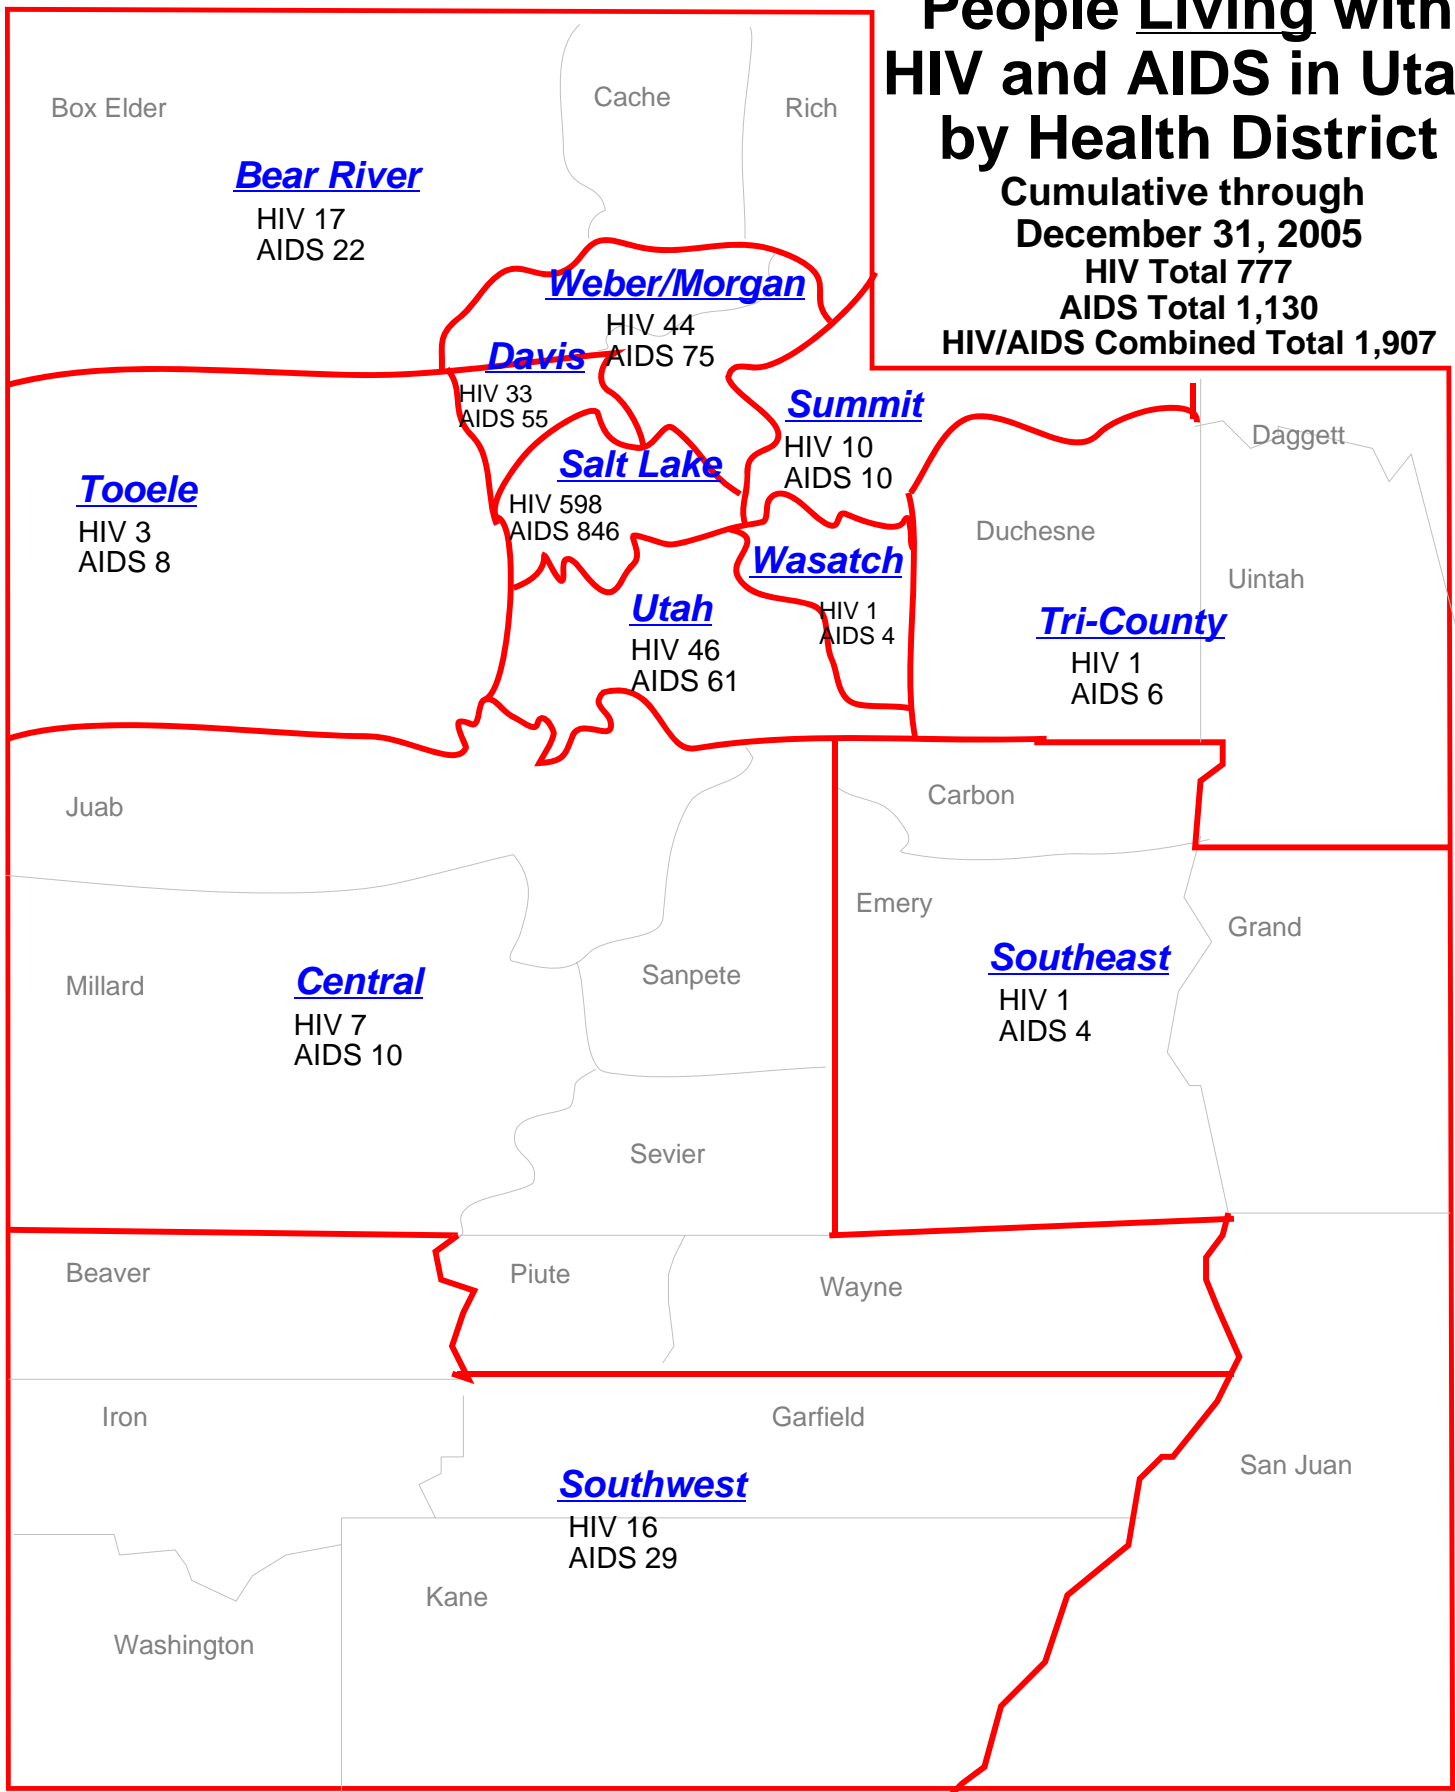 People Living with
HIV and AIDS in Uta
by Health District
Cumulative through
December 31, 2005
HIV Total 777
AIDS Total 1,130
HIV/AIDS Combined Total 1,907
Box Elder
Cache
Rich
Bear River
HIV 17
AIDS 22
Weber/Morgan
HIV 44
AIDS 75
Davis
HIV 33
AIDS 55
Summit
HIV 10
AIDS 10
Daggett
Salt Lake
HIV 598
AIDS 846
Tooele
HIV 3
AIDS 8
Duchesne
Uintah
Wasatch
HIV 1
AIDS 4
Utah
HIV 46
AIDS 61
Tri-County
HIV 1
AIDS 6
Juab
Carbon
Emery
Grand
Southeast
HIV 1
AIDS 4
Millard
Central
HIV 7
AIDS 10
Sanpete
Sevier
Beaver
Piute
Wayne
Iron
Garfield
San Juan
Southwest
HIV 16
AIDS 29
Kane
Washington